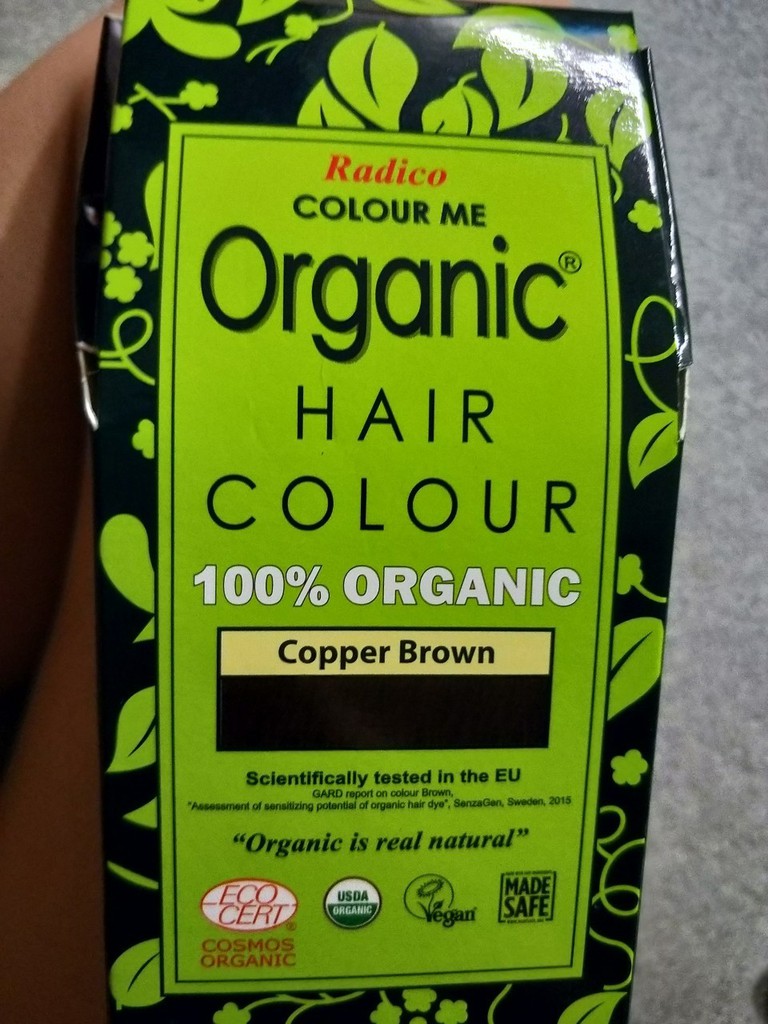 Radico
COLOUR ME
Organic®
HAIR
COLOUR
100% ORGANIC
Copper Brown
Scientifically tested in the EU
GARD report on colour Brown,
"Assessment of sensitizing potential of organic hair dye", SenzaGen, Sweden, 2015
"Organic is real natural"
ECO
CERT®
COSMOS
ORGANIC
USDA
ORGANIC
Vegan
MADE
SAFE